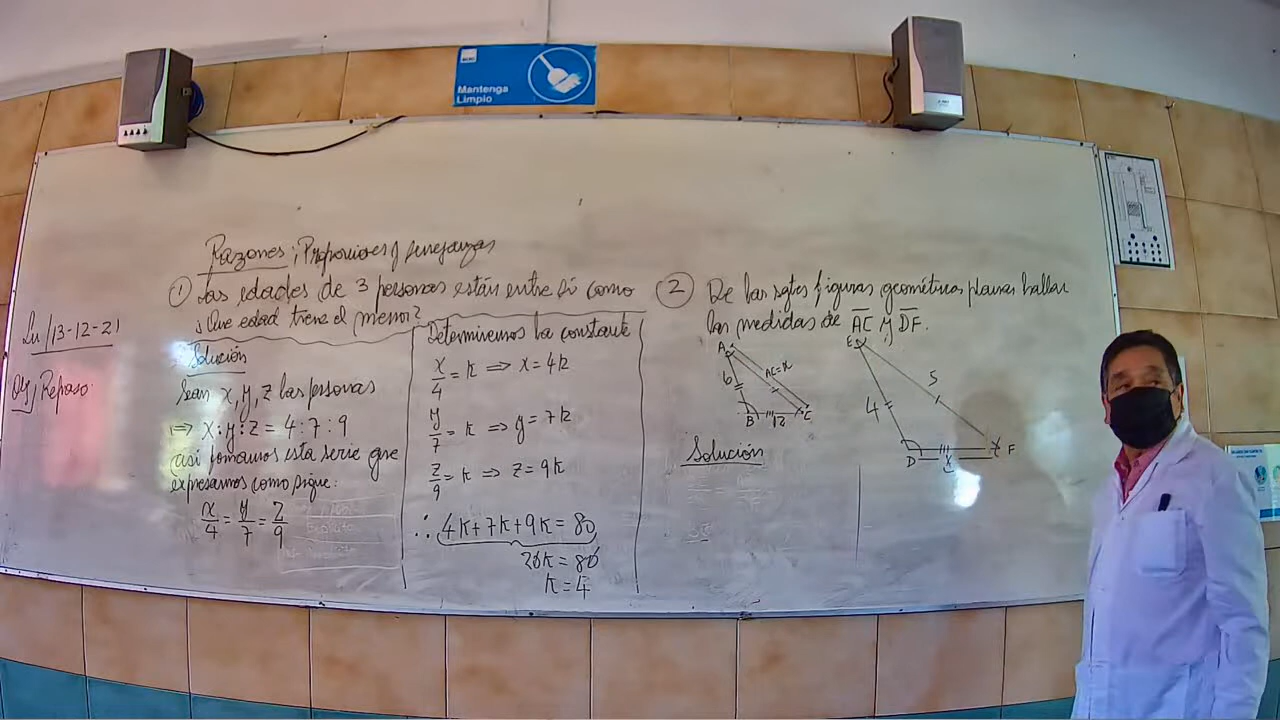 Mantenga
Limpio
Razones; Proporciones y semejanzas
Lu/13-12-21
Obj Repaso
① Las edades de 3 personas están entre sí como
¿Que edad tiene el menor?
Solución
Sean x, y, z las personas
⇒ x:y:z = 4:7:9
así formamos esta serie que
expresamos como sigue:
x/4 = y/7 = z/9
Determinemos la constante
x/4 = k ⇒ x = 4k
y/7 = k ⇒ y = 7k
z/9 = k ⇒ z = 9k
∴ 4k+7k+9k = 80
20k = 80
k = 4
② De las sgtes figuras geométricas planas hallar
las medidas de AC y DF.
A
6
AC=x
B
12
C
E
5
4
D
F
Solución